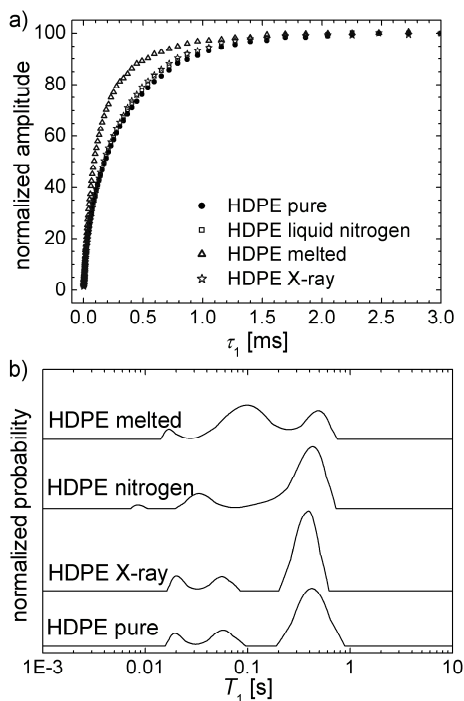 a)
normalized amplitude
100
80
60
40
20
0
HDPE pure
HDPE liquid nitrogen
HDPE melted
HDPE X-ray
0.0 0.5 1.0 1.5 2.0 2.5 3.0
τ1 [ms]
b)
normalized probability
HDPE melted
HDPE nitrogen
HDPE X-ray
HDPE pure
1E-3 0.01 0.1 1 10
T1 [s]